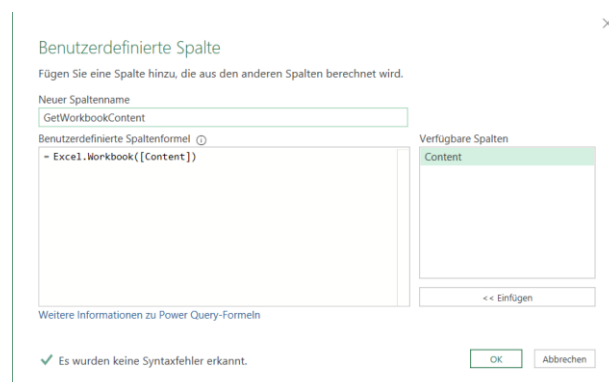 Benutzerdefinierte Spalte
Fügen Sie eine Spalte hinzu, die aus den anderen Spalten berechnet wird.
Neuer Spaltenname
GetWorkbookContent
Benutzerdefinierte Spaltenformel
Verfügbare Spalten
= Excel.Workbook([Content])
Content
<< Einfügen
Weitere Informationen zu Power Query-Formeln
Es wurden keine Syntaxfehler erkannt.
OK
Abbrechen